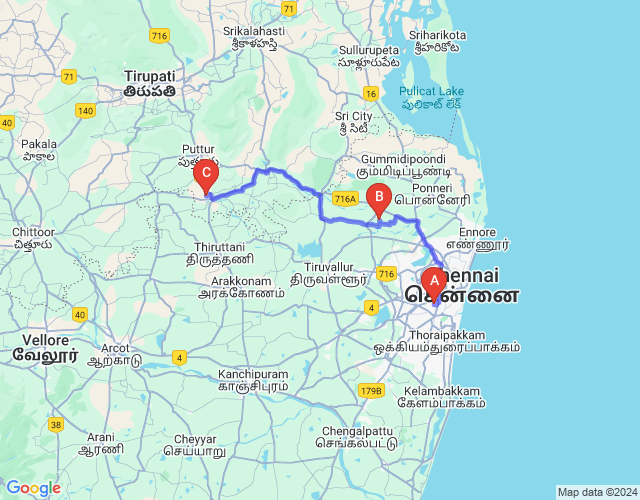 Srikalahasti
శ్రీకాళహస్తి
71
Sriharikota
శ్రీహరికోట
716
Sullurupeta
సూళ్లూరుపేట
Tirupati
తిరుపతి
71
Pulicat Lake
పులికాట్ లేక్
16
140
40
Sri City
శ్రీ సిటీ
Pakala
పాకాల
Puttur
Gummidipoondi
கும்மிடிப்பூண்டி
C
Ponneri
பொன்னேரி
716A
B
Chittoor
చిత్తూరు
Ennore
எண்ணூர்
Thiruttani
திருத்தணி
Tiruvallur
திருவள்ளூர்
716
Chennai
சென்னை
A
Arakkonam
அரக்கோணம்
4
40
Vellore
வேலூர்
Arcot
ஆற்காடு
4
Thoraipakkam
ஒக்கியம்துரைப்பாக்கம்
Kanchipuram
காஞ்சிபுரம்
179B
Kelambakkam
கேளம்பாக்கம்
38
Arani
ஆரணி
Cheyyar
செய்யாறு
Chengalpattu
செங்கல்பட்டு
Google
Map data ©2024